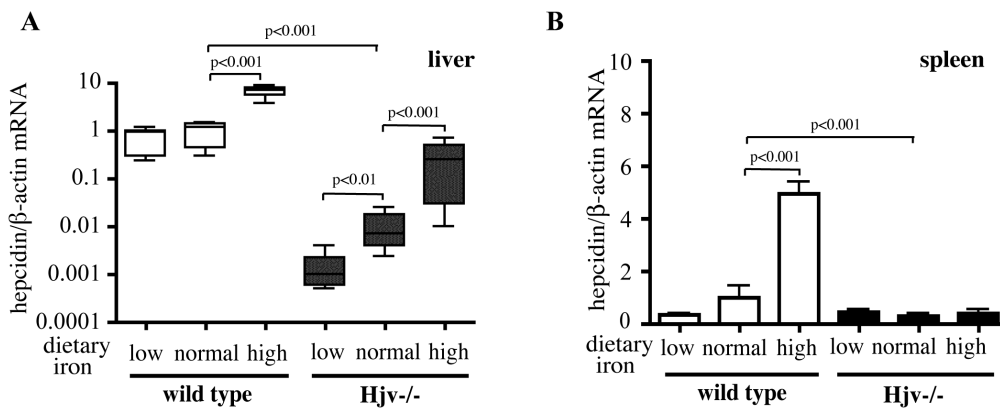 A
p<0.001
liver
p<0.001
hepcidin/β-actin mRNA
10
1
0.1
0.01
0.001
0.0001
p<0.001
p<0.01
dietary
iron
low normal high low normal high
wild type Hjv-/-
B
spleen
hepcidin/β-actin mRNA
10
8
6
4
2
0
p<0.001
p<0.001
dietary
iron
low normal high low normal high
wild type Hjv-/-